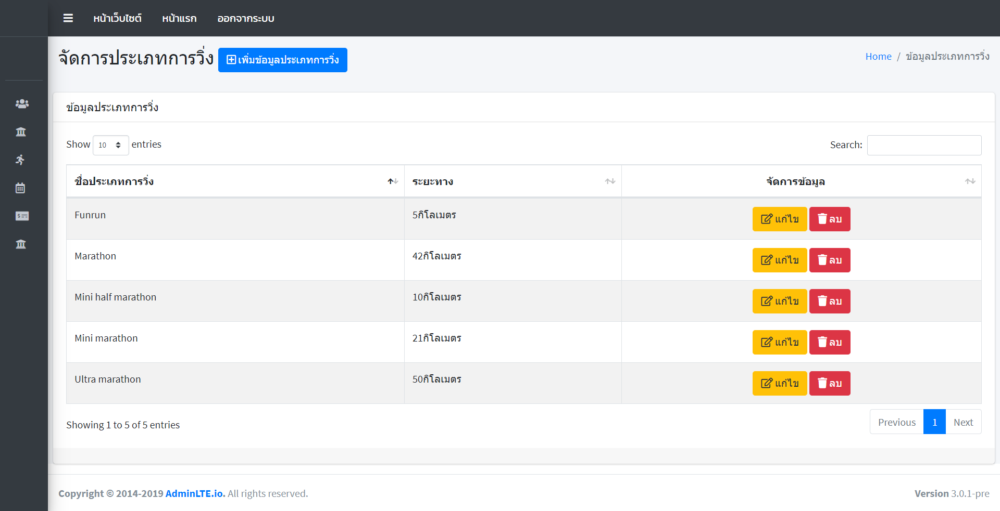 หน้าเว็บไซต์ หน้าแรก ออกจากระบบ
จัดการประเภทการวิ่ง เพิ่มข้อมูลประเภทการวิ่ง Home / ข้อมูลประเภทการวิ่ง
ข้อมูลประเภทการวิ่ง
Show 10 entries Search:
ชื่อประเภทการวิ่ง ระยะทาง จัดการข้อมูล
Funrun 5กิโลเมตร แก่ไข ลบ
Marathon 42กิโลเมตร แก่ไข ลบ
Mini half marathon 10กิโลเมตร แก่ไข ลบ
Mini marathon 21กิโลเมตร แก่ไข ลบ
Ultra marathon 50กิโลเมตร แก่ไข ลบ
Showing 1 to 5 of 5 entries Previous 1 Next
Copyright © 2014-2019 AdminLTE.io. All rights reserved. Version 3.0.1-pre